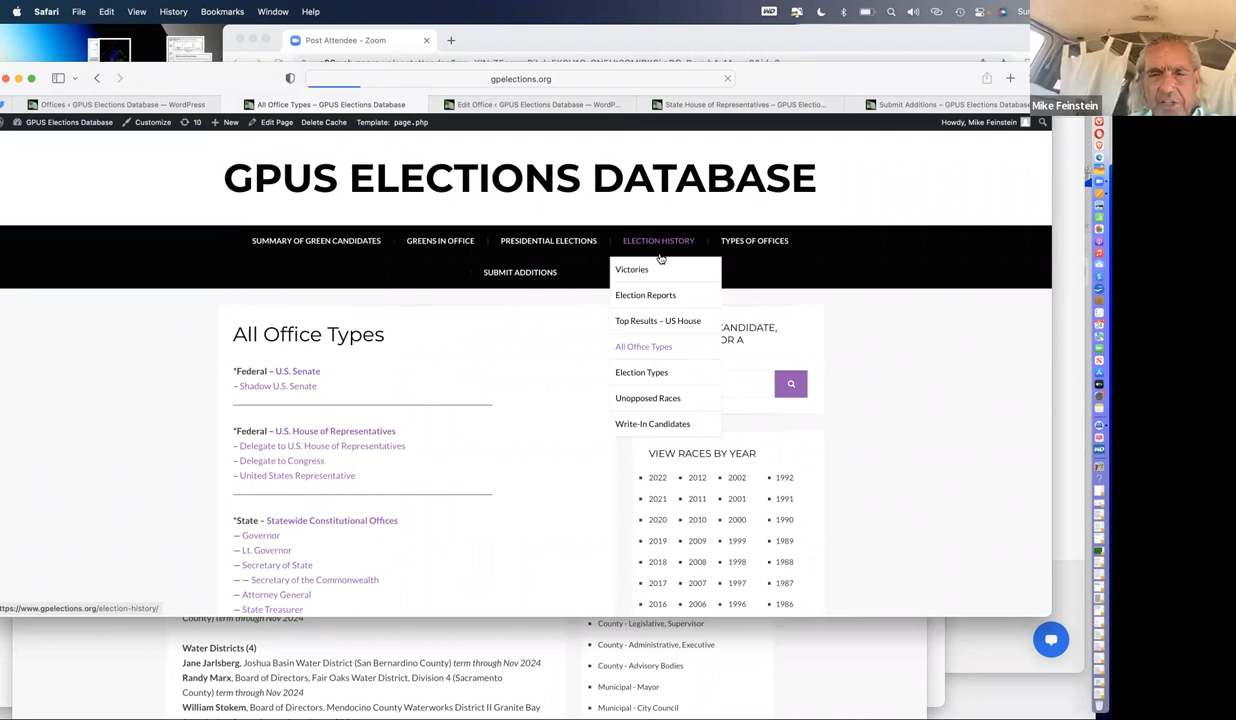 Safari File Edit View History Bookmarks Window Help
Post Attendee - Zoom
gpelections.org
Offices ‹ GPUS Elections Database — WordPress
All Office Types – GPUS Elections Database
Edit Office ‹ GPUS Elections Database — WordP...
State House of Representatives – GPUS Electio...
Submit Additions – GPUS Elections Database
Mike Feinstein
GPUS Elections Database Customize 10 New Edit Page Delete Cache Template: page.php Howdy, Mike Feinstein
GPUS ELECTIONS DATABASE
SUMMARY OF GREEN CANDIDATES GREENS IN OFFICE PRESIDENTIAL ELECTIONS ELECTION HISTORY TYPES OF OFFICES
SUBMIT ADDITIONS
Victories
Election Reports
Top Results – US House
All Office Types
Election Types
Unopposed Races
Write-In Candidates
All Office Types
*Federal – U.S. Senate
– Shadow U.S. Senate
*Federal – U.S. House of Representatives
– Delegate to U.S. House of Representatives
– Delegate to Congress
– United States Representative
*State – Statewide Constitutional Offices
— Governor
— Lt. Governor
— Secretary of State
— — Secretary of the Commonwealth
— Attorney General
— State Treasurer
CANDIDATE,
OR A
VIEW RACES BY YEAR
2022 2012 2002 1992
2021 2011 2001 1991
2020 2010 2000 1990
2019 2009 1999 1989
2018 2008 1998 1988
2017 2007 1997 1987
2016 2006 1996 1986
ttps://www.gpelections.org/election-history/
County) term through Nov 2024
Water Districts (4)
Jane Jarlsberg, Joshua Basin Water District (San Bernardino County) term through Nov 2024
Randy Marx, Board of Directors, Fair Oaks Water District, Division 4 (Sacramento
County) term through Nov 2024
William Stokem, Board of Directors. Mendocino County Waterworks District II Granite Bay
County - Legislative, Supervisor
County - Administrative, Executive
County - Advisory Bodies
Municipal - Mayor
Municipal - City Council